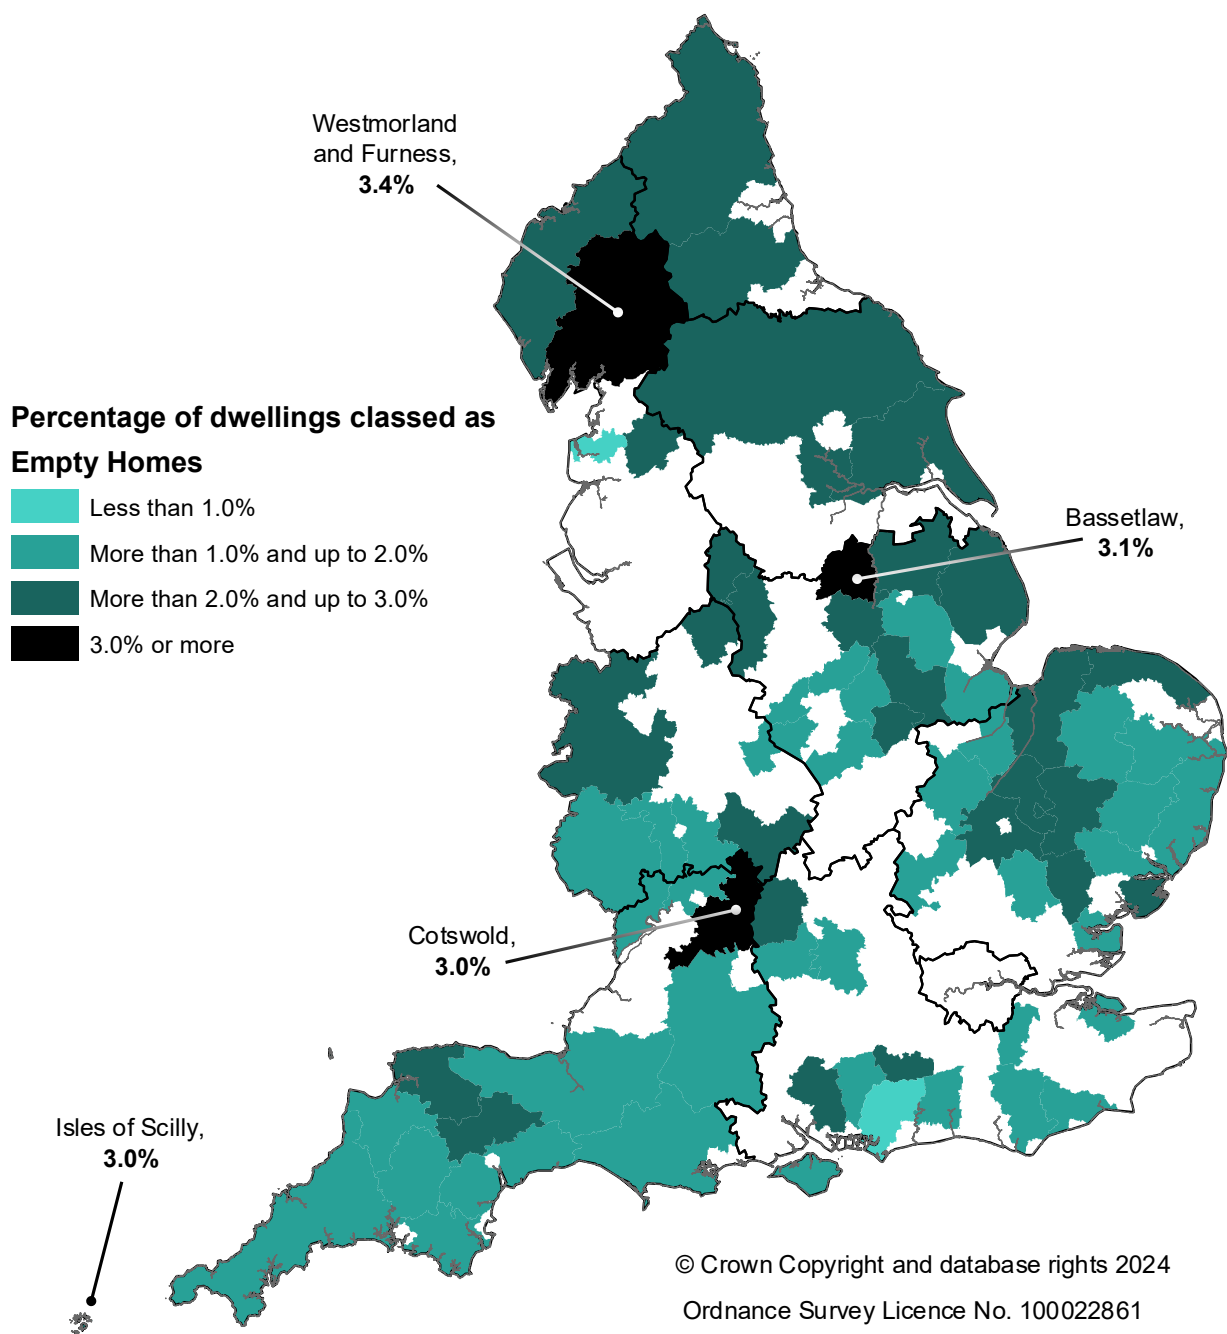 Westmorland
and Furness,
3.4%
Percentage of dwellings classed as
Empty Homes
Less than 1.0%
More than 1.0% and up to 2.0%
More than 2.0% and up to 3.0%
3.0% or more
Bassetlaw,
3.1%
Cotswold,
3.0%
Isles of Scilly,
3.0%
© Crown Copyright and database rights 2024
Ordnance Survey Licence No. 100022861